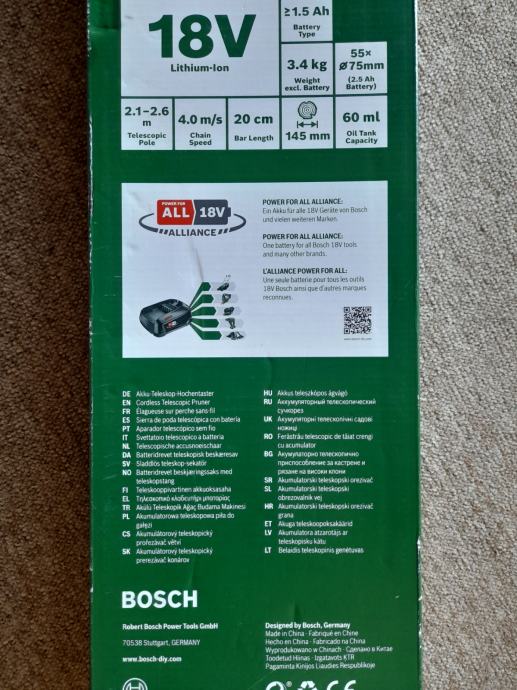 18V
Lithium-Ion
≥1.5 Ah
Battery
Type
3.4 kg
Weight
excl. Battery
55×
ø75mm
(2.5 Ah
Battery)
2.1–2.6
m
Telescopic
Pole
4.0 m/s
Chain
Speed
20 cm
Bar Length
145 mm
60 ml
Oil Tank
Capacity
POWER FOR
ALL 18V
ALLIANCE
POWER FOR ALL ALLIANCE:
Ein Akku für alle 18V Geräte von Bosch
und vielen weiteren Marken.
POWER FOR ALL ALLIANCE:
One battery for all Bosch 18V tools
and many other brands.
L'ALLIANCE POWER FOR ALL:
Une seule batterie pour tous les outils
18V Bosch ainsi que d'autres marques
reconnues.
DE Akku-Teleskop-Hochentaster
EN Cordless Telescopic Pruner
FR Élagueuse sur perche sans-fil
ES Sierra de poda telescópica con batería
PT Aparador telescópico sem fio
IT Svettatoio telescopico a batteria
NL Telescopische accusnoeischaar
DA Batteridrevet teleskopisk beskæresav
SV Sladdlös teleskop-sekatör
NO Batteridrevet beskjæringssaks med
teleskopstang
FI Teleskooppivartinen akkuoksasaha
EL Τηλεσκοπικό κλαδευτήρι μπαταρίας
TR Akülü Teleskopik Ağaç Budama Makinesi
PL Akumulatorowa teleskopowa piła do
gałęzi
CS Akumulátorový teleskopický
prořezávač větví
SK Akumulátorový teleskopický
prerezávač konárov
HU Akkus teleszkópos ágvágó
RU Аккумуляторный телескопический
сучкорез
UK Акумуляторні телескопічні садові
ножиці
RO Ferăstrău telescopic de tăiat crengi
cu acumulator
BG Акумулаторно телескопично
приспособление за кастрене и
рязане на високи клони
SR Akumulatorski teleskopski orezivač
SL Akumulatorski teleskopski
obrezovalnik vej
HR Akumulatorski teleskopski orezivač
grana
ET Akuga teleskoopoksakäärid
LV Akumulatora atzarotājs ar
teleskopisku kātu
LT Belaidis teleskopinis genėtuvas
BOSCH
Robert Bosch Power Tools GmbH
70538 Stuttgart, GERMANY
www.bosch-diy.com
Designed by Bosch, Germany
Made in China · Fabriqué en Chine
Hecho en China · Fabricado na China
Wyprodukowano w Chinach · Сделано в Китае
Toodetud Hiinas · Izgatavots ĶTR
Pagaminta Kinijos Liaudies Respublikoje